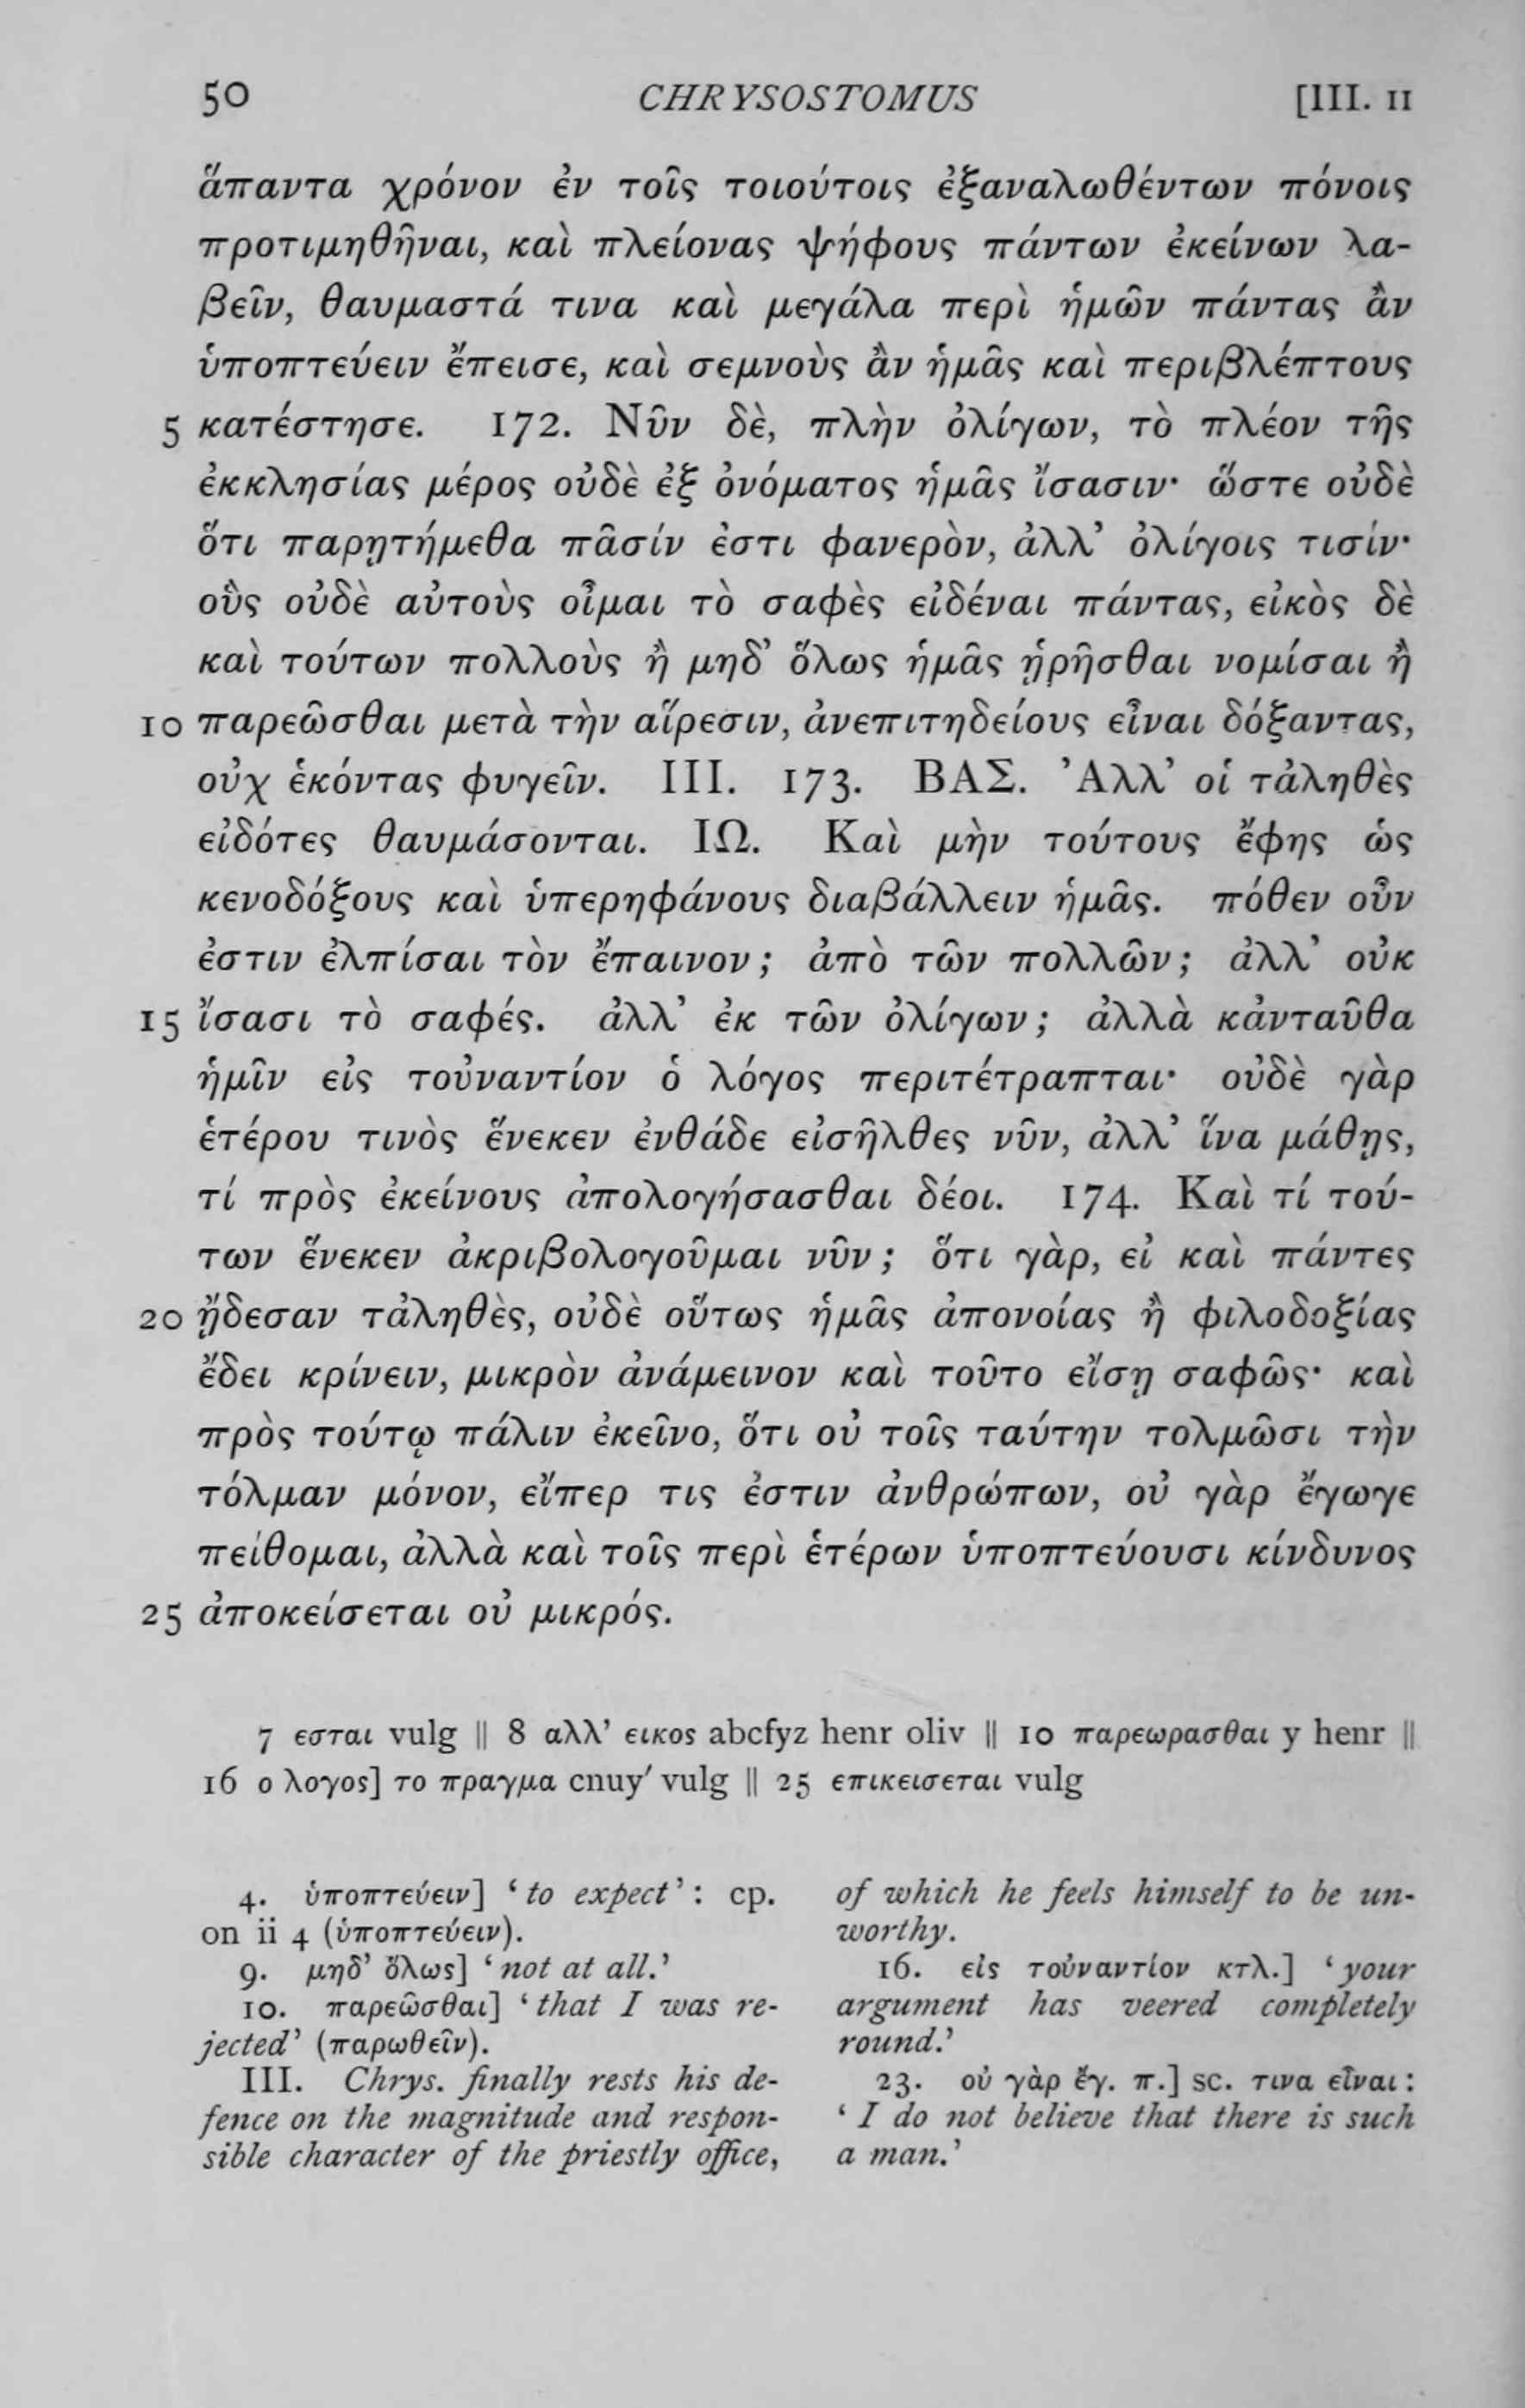 50 CHRYSOSTOMUS [III. 11
ἅπαντα χρόνον ἐν τοῖς τοιούτοις ἐξαναλωθέντων πόνοις
προτιμηθῆναι, καὶ πλείονας ψήφους πάντων ἐκείνων λα-
βεῖν, θαυμαστά τινα καὶ μεγάλα περὶ ἡμῶν πάντας ἂν
ὑποπτεύειν ἔπεισε, καὶ σεμνοὺς ἂν ἡμᾶς καὶ περιβλέπτους
5 κατέστησε. 172. Νῦν δὲ, πλὴν ὀλίγων, τὸ πλέον τῆς
ἐκκλησίας μέρος οὐδὲ ἐξ ὀνόματος ἡμᾶς ἴσασιν· ὥστε οὐδὲ
ὅτι παρῃτήμεθα πᾶσίν ἐστι φανερὸν, ἀλλ’ ὀλίγοις τισίν·
οὓς οὐδὲ αὐτοὺς οἶμαι τὸ σαφὲς εἰδέναι πάντας, εἰκὸς δὲ
καὶ τούτων πολλοὺς ἢ μηδ’ ὅλως ἡμᾶς ᾑρῆσθαι νομίσαι ἢ
10 παρεῶσθαι μετὰ τὴν αἵρεσιν, ἀνεπιτηδείους εἶναι δόξαντας,
οὐχ ἑκόντας φυγεῖν. III. 173. ΒΑΣ. Ἀλλ’ οἱ τἀληθὲς
εἰδότες θαυμάσονται. ΙΩ. Καὶ μὴν τούτους ἔφης ὡς
κενοδόξους καὶ ὑπερηφάνους διαβάλλειν ἡμᾶς. πόθεν οὖν
ἐστιν ἐλπίσαι τὸν ἔπαινον; ἀπὸ τῶν πολλῶν; ἀλλ’ οὐκ
15 ἴσασι τὸ σαφές. ἀλλ’ ἐκ τῶν ὀλίγων; ἀλλὰ κἀνταῦθα
ἡμῖν εἰς τοὐναντίον ὁ λόγος περιτέτραπται· οὐδὲ γὰρ
ἑτέρου τινὸς ἕνεκεν ἐνθάδε εἰσῆλθες νῦν, ἀλλ’ ἵνα μάθῃς,
τί πρὸς ἐκείνους ἀπολογήσασθαι δέοι. 174. Καὶ τί τού-
των ἕνεκεν ἀκριβολογοῦμαι νῦν; ὅτι γὰρ, εἰ καὶ πάντες
20 ᾔδεσαν τἀληθὲς, οὐδὲ οὕτως ἡμᾶς ἀπονοίας ἢ φιλοδοξίας
ἔδει κρίνειν, μικρὸν ἀνάμεινον καὶ τοῦτο εἴσῃ σαφῶς· καὶ
πρὸς τούτῳ πάλιν ἐκεῖνο, ὅτι οὐ τοῖς ταύτην τολμῶσι τὴν
τόλμαν μόνον, εἴπερ τις ἐστιν ἀνθρώπων, οὐ γὰρ ἔγωγε
πείθομαι, ἀλλὰ καὶ τοῖς περὶ ἑτέρων ὑποπτεύουσι κίνδυνος
25 ἀποκείσεται οὐ μικρός.
7 εσται vulg || 8 αλλ’ εικος abcfyz henr oliv || 10 παρεωρασθαι y henr ||
16 ο λογος] το πραγμα cnuy′ vulg || 25 επικεισεται vulg
4. ὑποπτεύειν] ‘to expect’: cp.
on ii 4 (ὑποπτεύειν).
9. μηδ’ ὅλως] ‘not at all.’
10. παρεῶσθαι] ‘that I was re-
jected’ (παρωθεῖν).
III. Chrys. finally rests his de-
fence on the magnitude and respon-
sible character of the priestly office,
of which he feels himself to be un-
worthy.
16. εἰς τοὐναντίον κτλ.] ‘your
argument has veered completely
round.’
23. οὐ γὰρ ἔγ. π.] sc. τινα εἶναι:
‘I do not believe that there is such
a man.’